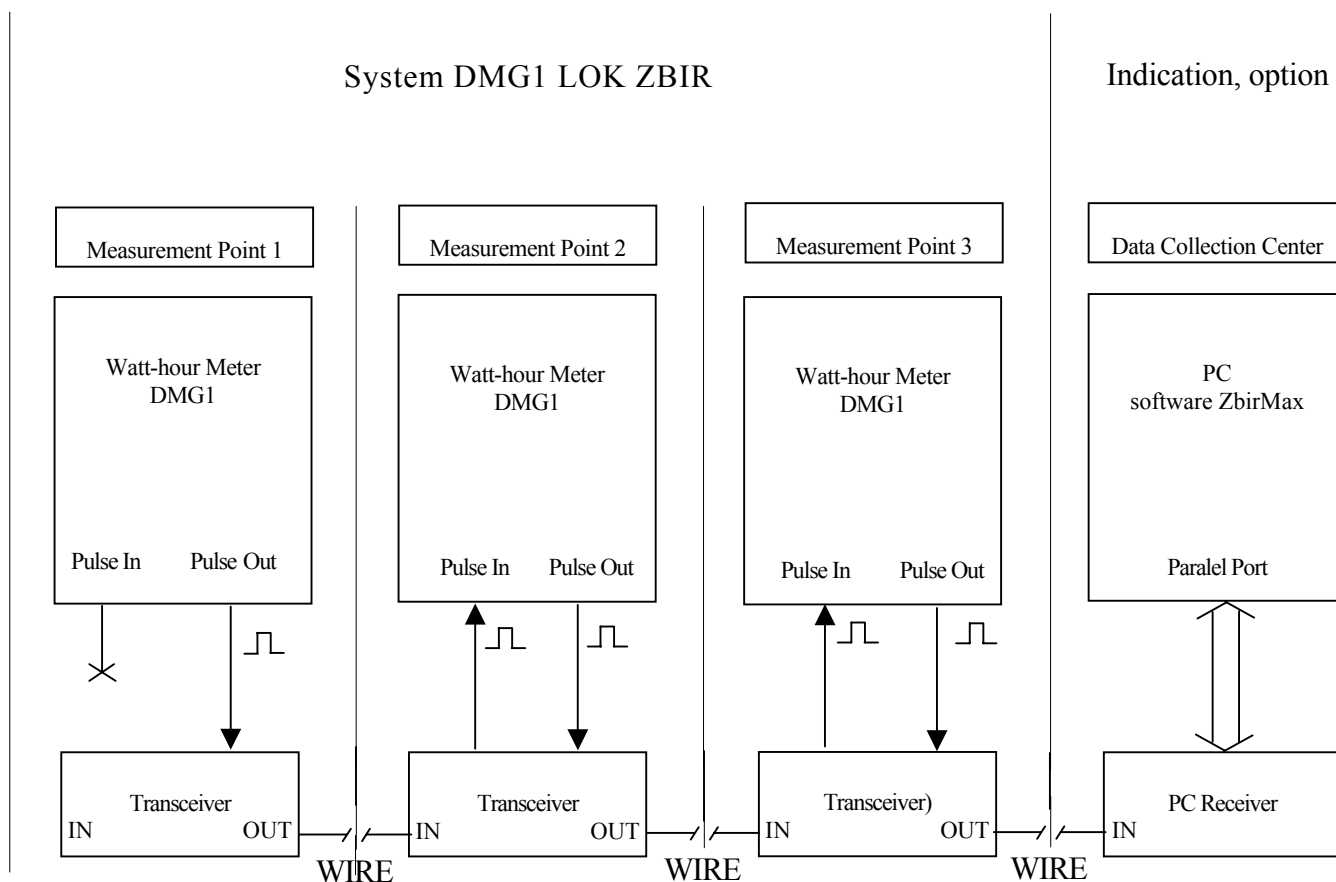 System DMG1 LOK ZBIR
Indication, option
Measurement Point 1
Measurement Point 2
Measurement Point 3
Data Collection Center
Watt-hour Meter
DMG1
Watt-hour Meter
DMG1
Watt-hour Meter
DMG1
PC
software ZbirMax
Pulse In
Pulse Out
Pulse In
Pulse Out
Pulse In
Pulse Out
Paralel Port
Transceiver
IN
OUT
WIRE
Transceiver
IN
OUT
WIRE
Transceiver)
IN
OUT
WIRE
PC Receiver
IN